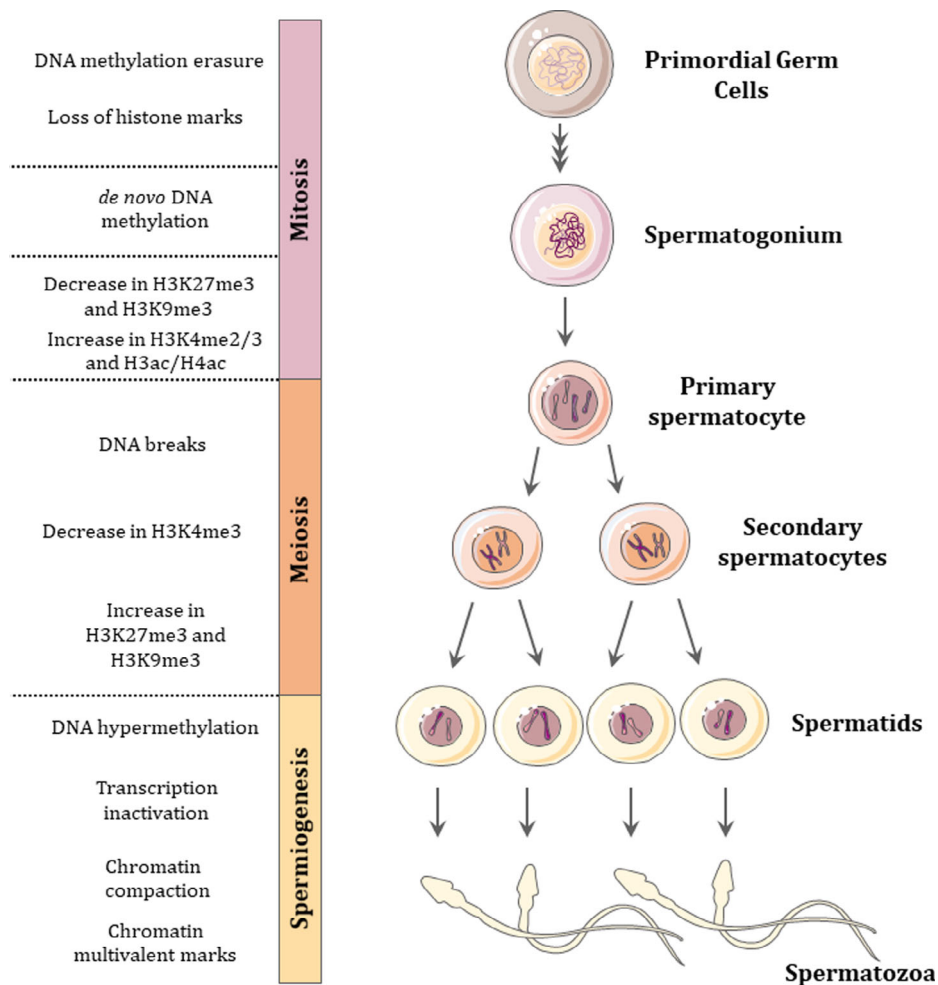 DNA methylation erasure
Loss of histone marks
de novo DNA
methylation
Decrease in H3K27me3
and H3K9me3
Increase in H3K4me2/3
and H3ac/H4ac
DNA breaks
Decrease in H3K4me3
Increase in
H3K27me3 and
H3K9me3
DNA hypermethylation
Transcription
inactivation
Chromatin
compaction
Chromatin
multivalent marks
Mitosis
Meiosis
Spermiogenesis
Primordial Germ
Cells
Spermatogonium
Primary
spermatocyte
Secondary
spermatocytes
Spermatids
Spermatozoa